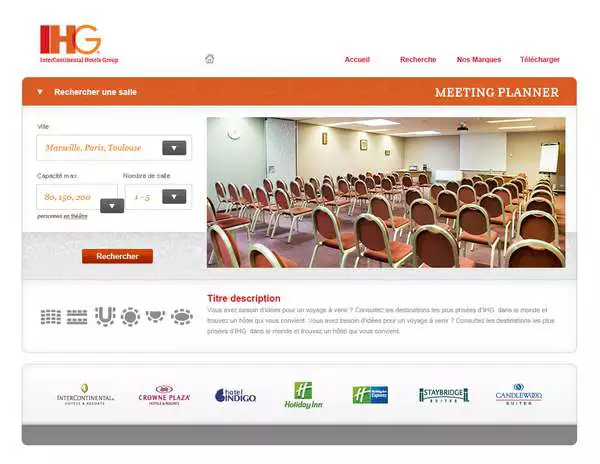 IHG
InterContinental Hotels Group
Accueil
Recherche
Nos Marques
Télécharger
Rechercher une salle
MEETING PLANNER
Ville
Marseille, Paris, Toulouse
Capacité max
Nombre de salle
80, 150, 200
1 - 5
personnes en théâtre
Rechercher
Titre description
Vous avez besoin d'idées pour un voyage à venir ? Consultez les destinations les plus prisées d'IHG dans le monde et
trouvez un hôtel qui vous convient. Vous avez besoin d'idées pour un voyage à venir ? Consultez les destinations les plus
prisées d'IHG dans le monde et trouvez un hôtel qui vous convient.
INTERCONTINENTAL
HOTELS & RESORTS
CROWNE PLAZA
HOTELS & RESORTS
hotel
INDIGO
Holiday Inn
Holiday Inn
Express
STAYBRIDGE
SUITES
CANDLEWOOD
SUITES